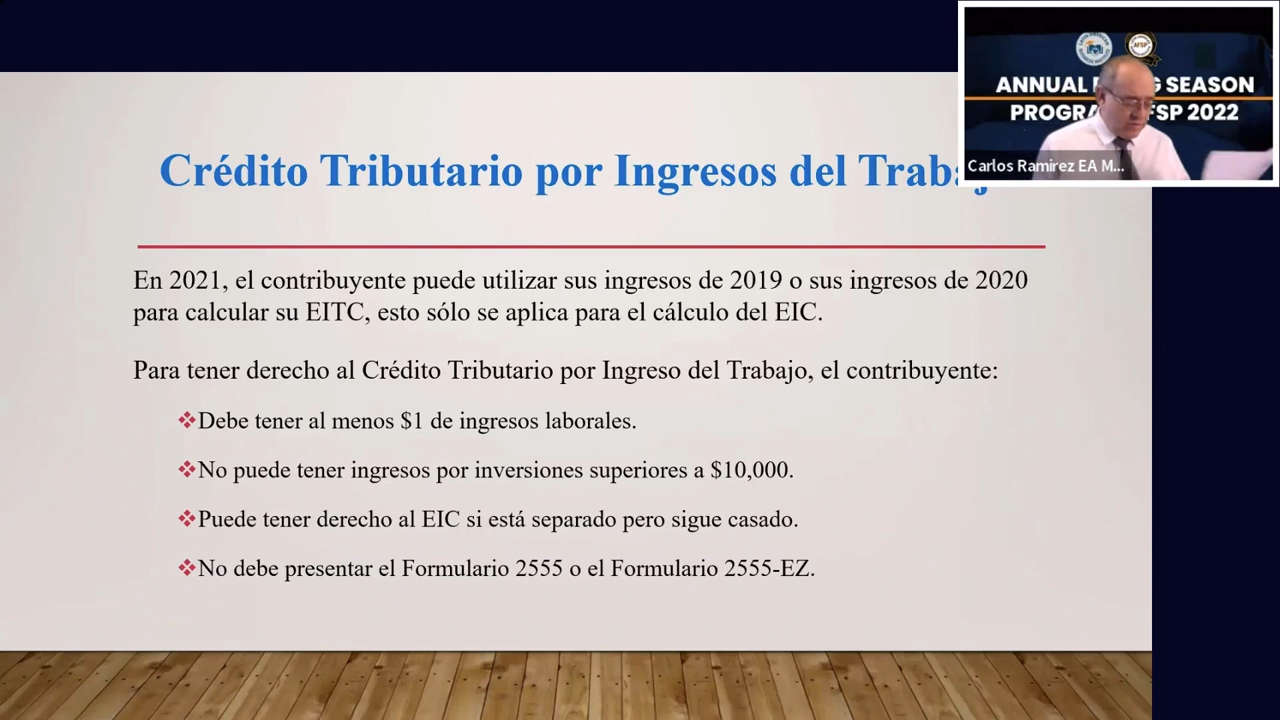 Crédito Tributario por Ingresos del
En 2021, el contribuyente puede utilizar sus ingresos de 2019 o sus ingresos de 2020
para calcular su EITC, esto sólo se aplica para el cálculo del EIC.
Para tener derecho al Crédito Tributario por Ingreso del Trabajo, el contribuyente:
❖Debe tener al menos $1 de ingresos laborales.
❖No puede tener ingresos por inversiones superiores a $10,000.
❖Puede tener derecho al EIC si está separado pero sigue casado.
❖No debe presentar el Formulario 2555 o el Formulario 2555-EZ.
AFSP
ANNUAL SEASON
2022
Carlos Ramirez EA M...